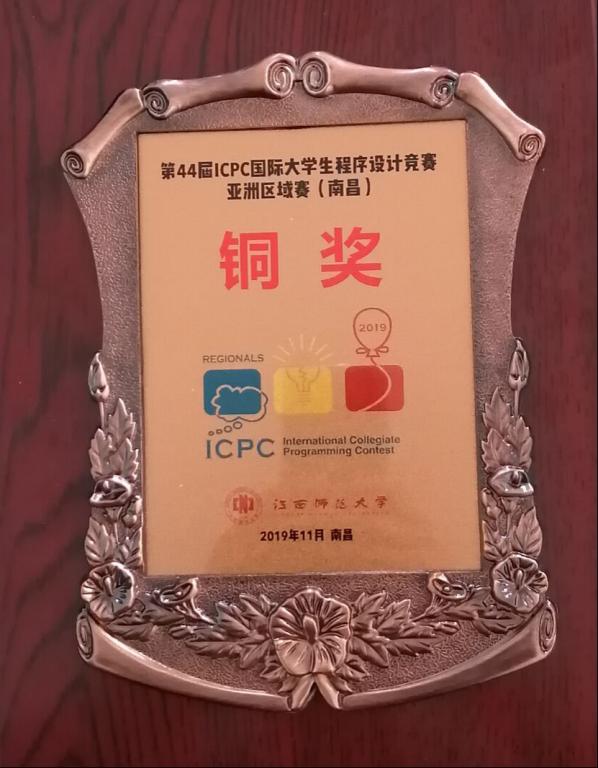 第44届ICPC国际大学生程序设计竞赛
亚洲区域赛（南昌）
铜奖
2019
REGIONALS
ICPC
International Collegiate
Programming Contest
江西师范大学
2019年11月 南昌